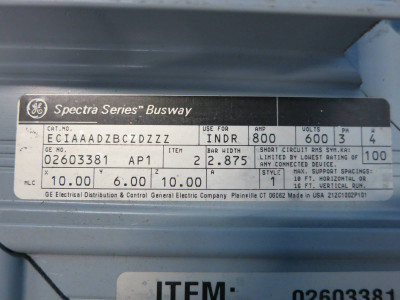 GE Spectra Series™ Busway
CAT.NO. USE FOR AMP VOLTS PH W
ECIAAADZBCZDZZZ INDR 800 600 3 4
GE NO. ITEM BAR WIDTH SHORT CIRCUIT RMS SYM.KAI
02603381 AP1 2 2.875 LIMITED BY LOWEST RATING OF 100
ANY CONNECTED DEVICE.
X Y Z A STYLE MAX. SUPPORT SPACINGS:
MLC 10.00 6.00 10.00 1 10 FT. HORIZONTAL OR
16 FT. VERTICAL RUN.
GE Electrical Distribution & Control General Electric Company Plainville CT 06062 Made in USA 212C1002P101
ITEM: 02603381